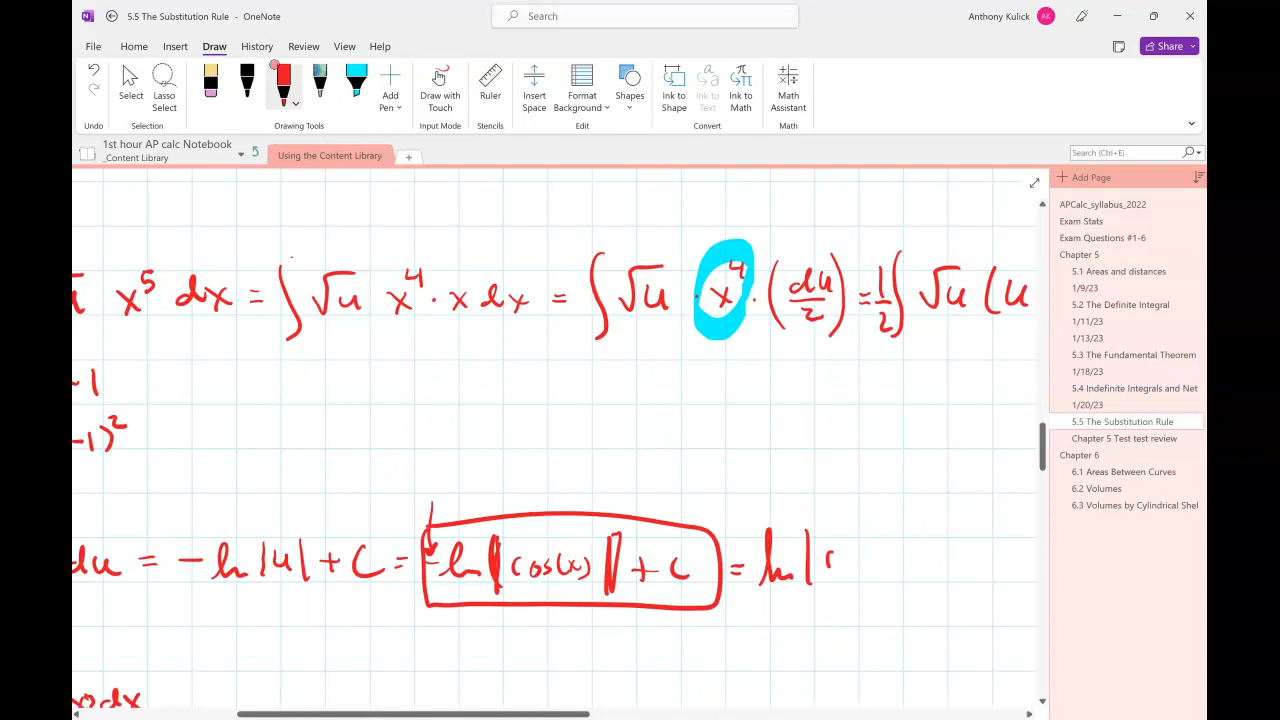 5.5 The Substitution Rule - OneNote
Search
Anthony Kulick AK
File Home Insert Draw History Review View Help
Share
Undo
Select
Lasso Select
Add Pen
Draw with Touch
Ruler
Insert Space
Format Background
Shapes
Ink to Shape
Ink to Text
Ink to Math
Math Assistant
Selection
Drawing Tools
Input Mode
Stencils
Edit
Convert
Math
1st hour AP calc Notebook
_Content Library
Using the Content Library
Search (Ctrl+E)
Add Page
APCalc_syllabus_2022
Exam Stats
Exam Questions #1-6
Chapter 5
5.1 Areas and distances
1/9/23
5.2 The Definite Integral
1/11/23
1/13/23
5.3 The Fundamental Theorem
1/18/23
5.4 Indefinite Integrals and Net
1/20/23
5.5 The Substitution Rule
Chapter 5 Test test review
Chapter 6
6.1 Areas Between Curves
6.2 Volumes
6.3 Volumes by Cylindrical Shel
x⁵ dx = ∫ √u x⁴ · x dx = ∫ √u · x⁴ · (du/2) = 1/2 ∫ √u (u
-1
-1)²
du = -ln|u| + C = -ln|cos(x)| + C = ln|
dx